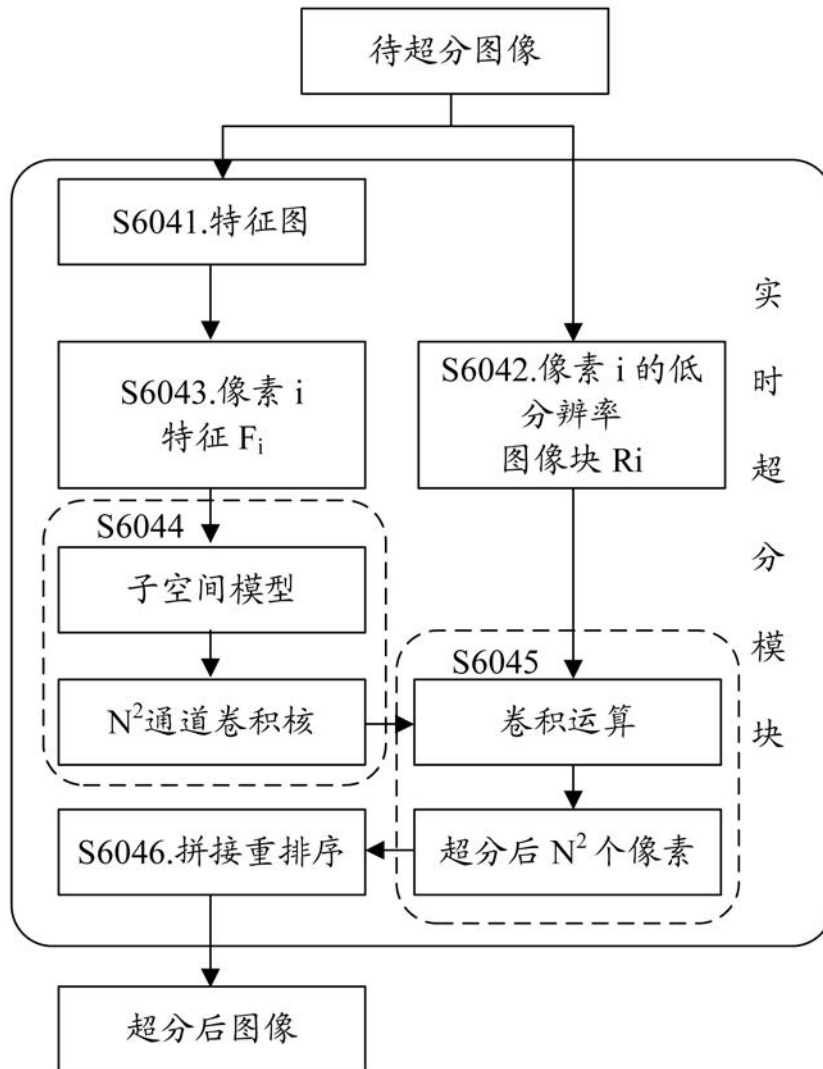 待超分图像
S6041.特征图
S6043.像素 i
特征 Fᵢ
S6042.像素 i 的低
分辨率
图像块 Ri
S6044
子空间模型
N²通道卷积核
S6045
卷积运算
超分后 N² 个像素
S6046.拼接重排序
实时超分模块
超分后图像